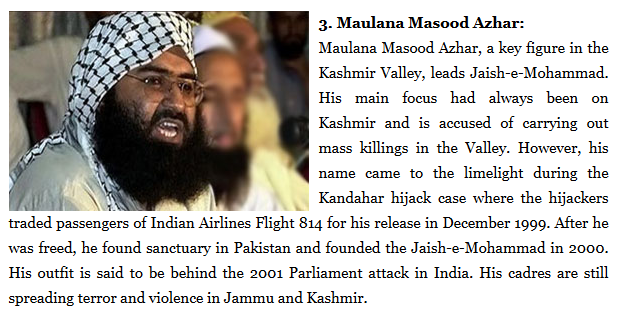 3. Maulana Masood Azhar:
Maulana Masood Azhar, a key figure in the
Kashmir Valley, leads Jaish-e-Mohammad.
His main focus had always been on
Kashmir and is accused of carrying out
mass killings in the Valley. However, his
name came to the limelight during the
Kandahar hijack case where the hijackers
traded passengers of Indian Airlines Flight 814 for his release in December 1999. After he
was freed, he found sanctuary in Pakistan and founded the Jaish-e-Mohammad in 2000.
His outfit is said to be behind the 2001 Parliament attack in India. His cadres are still
spreading terror and violence in Jammu and Kashmir.